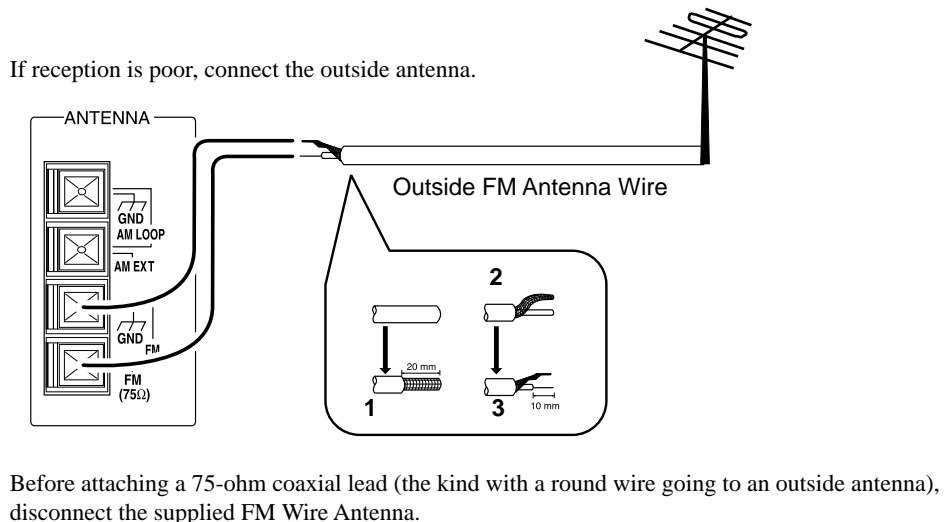 If reception is poor, connect the outside antenna.
ANTENNA
GND
AM LOOP
AM EXT
GND
FM
FM
(75Ω)
Outside FM Antenna Wire
2
20 mm
1
3
10 mm
Before attaching a 75-ohm coaxial lead (the kind with a round wire going to an outside antenna),
disconnect the supplied FM Wire Antenna.